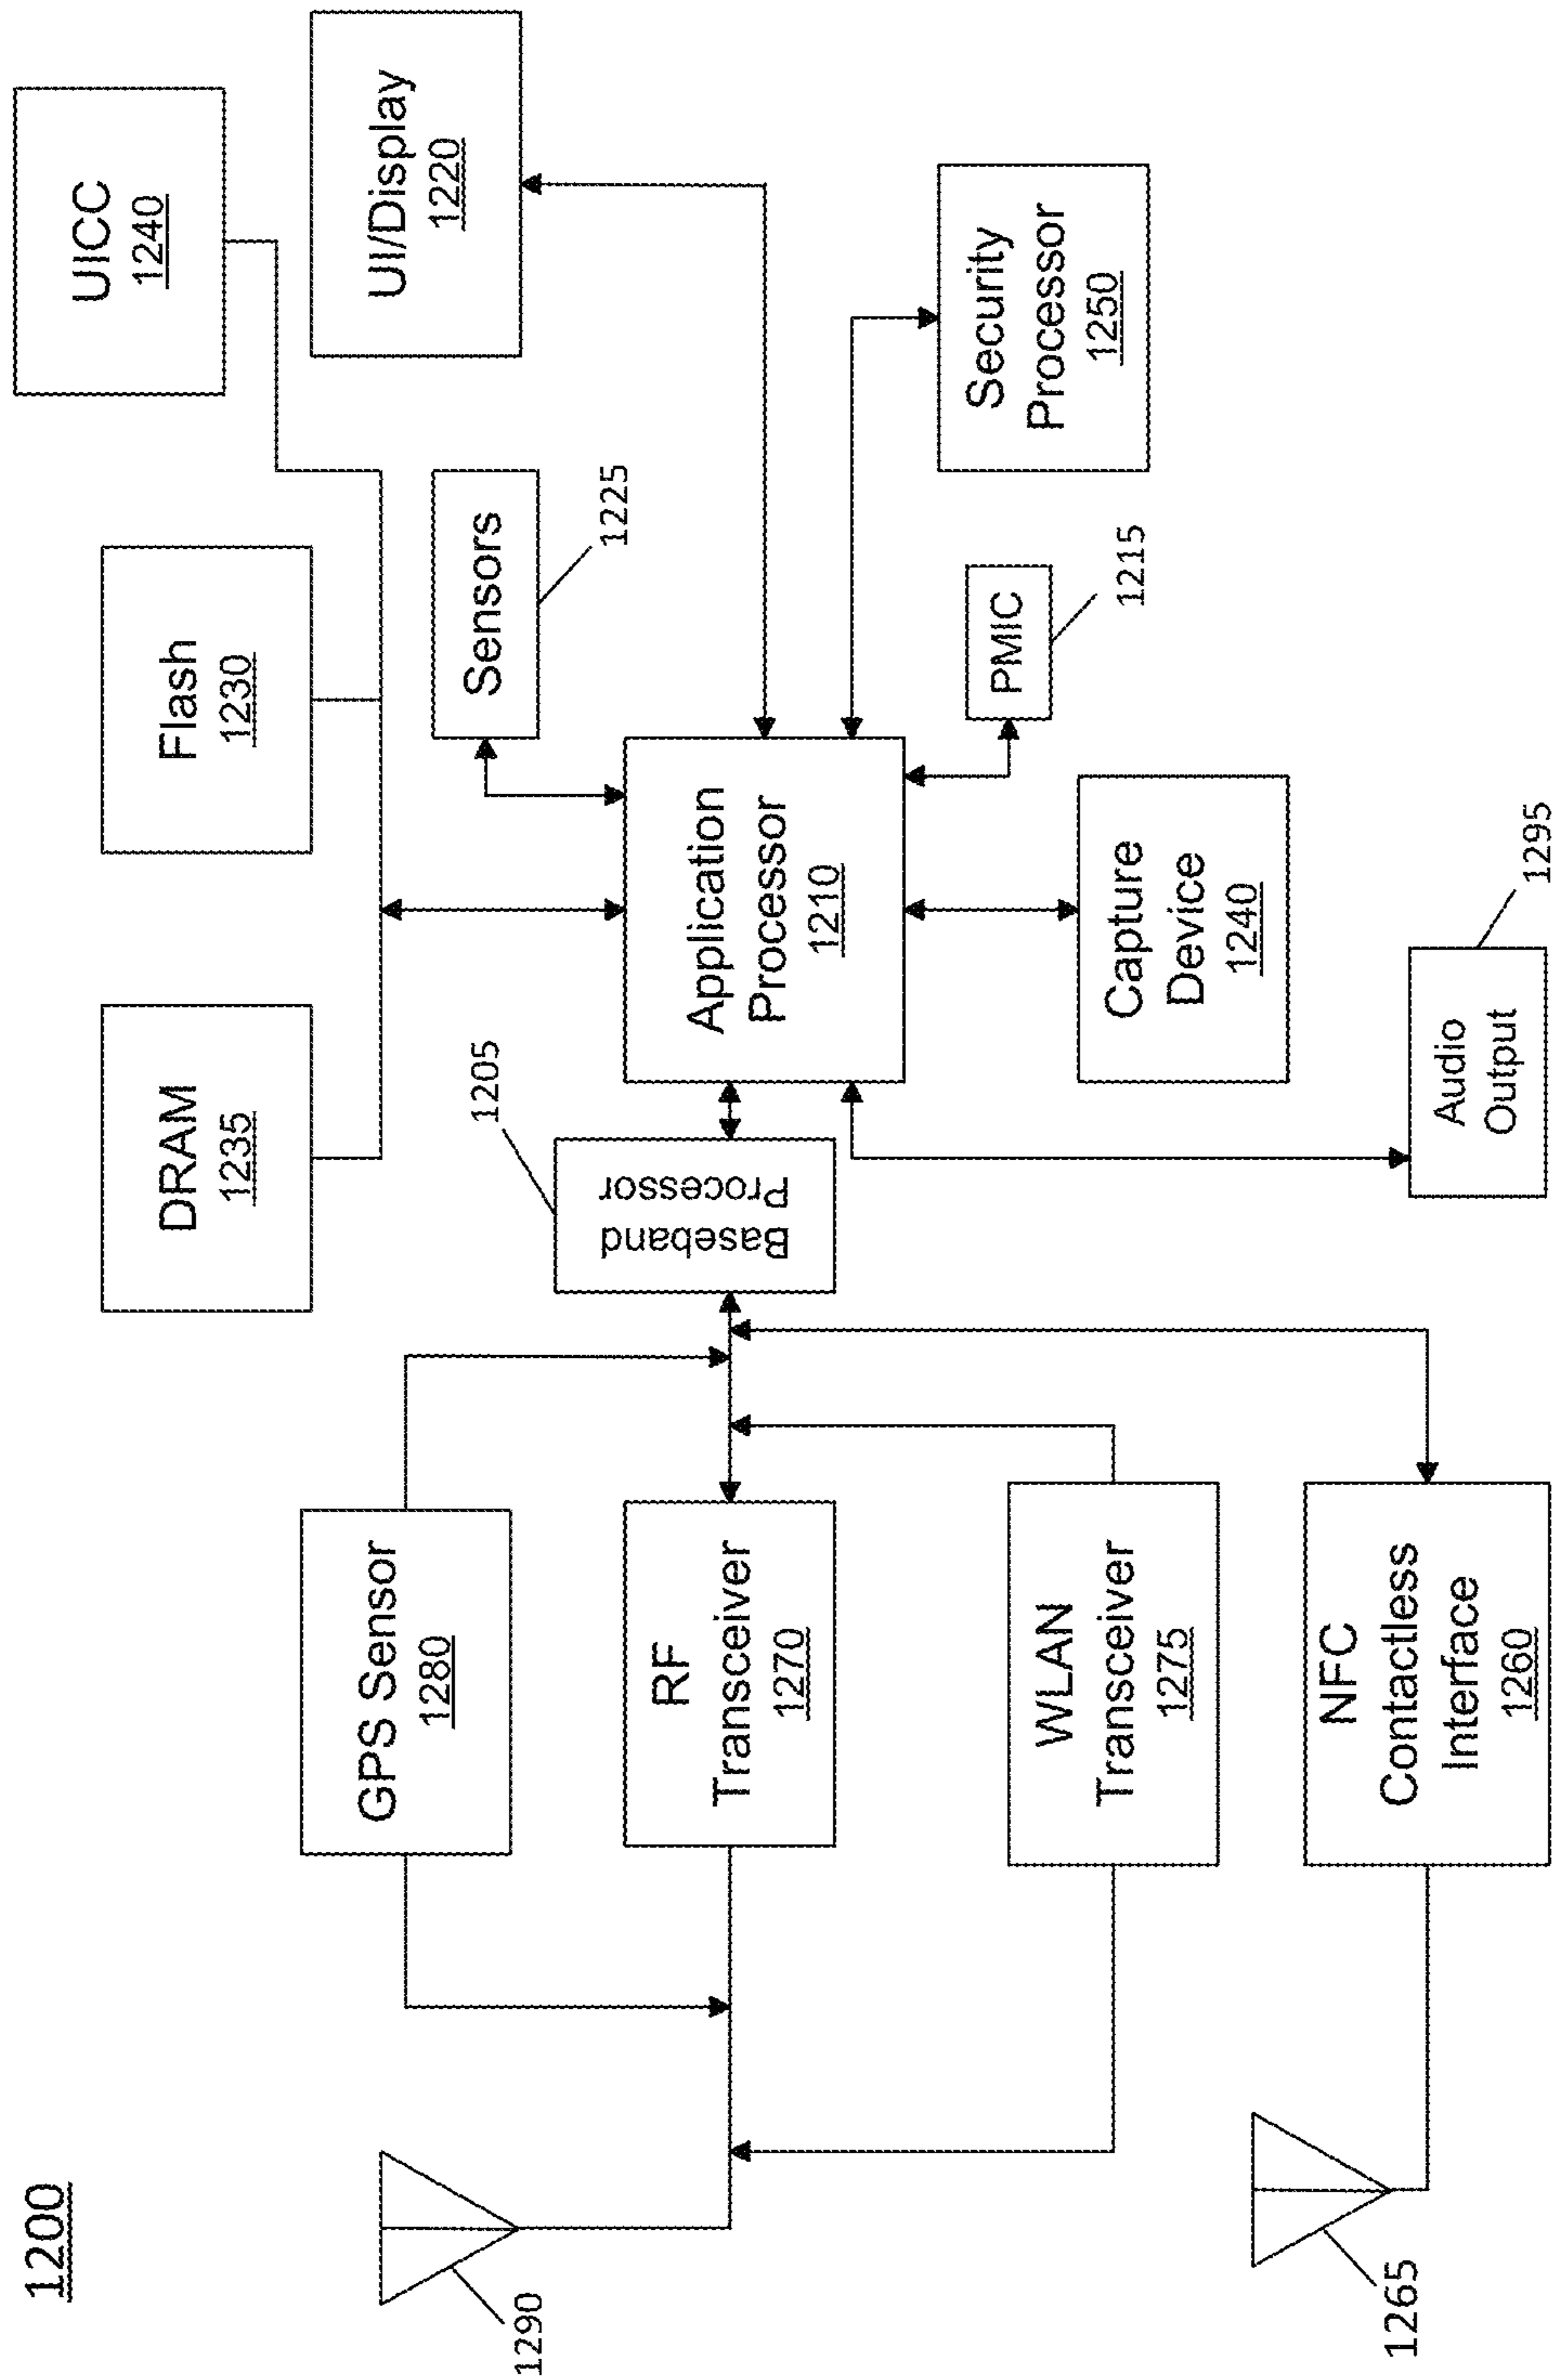 1200
UICC
1240
Flash
1230
DRAM
1235
UI/Display
1220
Sensors
1225
GPS Sensor
1280
1290
1205
Baseband
Processor
Application
Processor
1210
RF
Transceiver
1270
Security
Processor
1250
PMIC
1215
WLAN
Transceiver
1275
Capture
Device
1240
NFC
Contactless
Interface
1260
1265
Audio
Output
1295